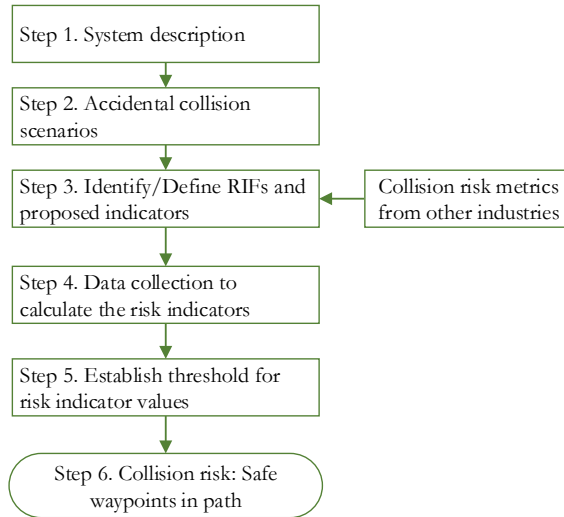 Step 1. System description
Step 2. Accidental collision
scenarios
Step 3. Identify/Define RIFs and
proposed indicators
Collision risk metrics
from other industries
Step 4. Data collection to
calculate the risk indicators
Step 5. Establish threshold for
risk indicator values
Step 6. Collision risk: Safe
waypoints in path